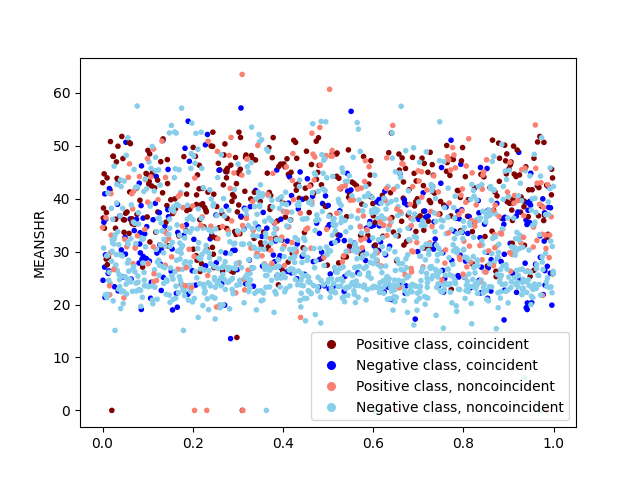 60
50
40
30
20
10
0
MEANSHR
0.0 0.2 0.4 0.6 0.8 1.0
Positive class, coincident
Negative class, coincident
Positive class, noncoincident
Negative class, noncoincident